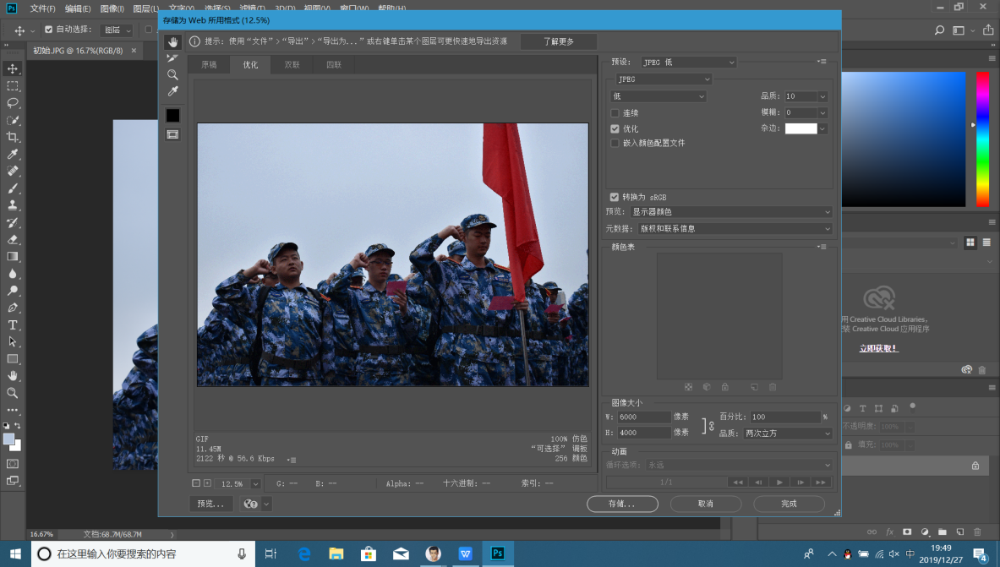 Ps 文件(F) 编辑(E) 图像(I) 图层(L) 文字(Y) 选择(S) 滤镜(T) 3D(D) 视图(V) 窗口(W) 帮助(H)
存储为 Web 所用格式 (12.5%)
自动选择: 图层
提示: 使用 “文件” > “导出” > “导出为...” 或右键单击某个图层可更快速地导出资源
了解更多
初始.JPG @ 16.7%(RGB/8) ×
原稿 优化 双联 四联
预设: JPEG 低
JPEG
低 品质: 10
连续 模糊: 0
优化 杂边:
嵌入颜色配置文件
转换为 sRGB
预览: 显示器颜色
元数据: 版权和联系信息
颜色表
用 Creative Cloud Libraries,
装 Creative Cloud 应用程序
立即获取!
图像大小
W: 6000 像素 百分比: 100 %
H: 4000 像素 品质: 两次立方
不透明度: 100%
填充: 100%
GIF 100% 仿色
11.45M “可选择” 调板
2122 秒 @ 56.6 Kbps 256 颜色
动画
循环选项: 永远
1/1
12.5% G: -- B: -- Alpha: -- 十六进制: -- 索引: --
预览... 存储... 取消 完成
fx
16.67% 文档:68.7M/68.7M
在这里输入你要搜索的内容
W Ps 中
19:49
2019/12/27
4